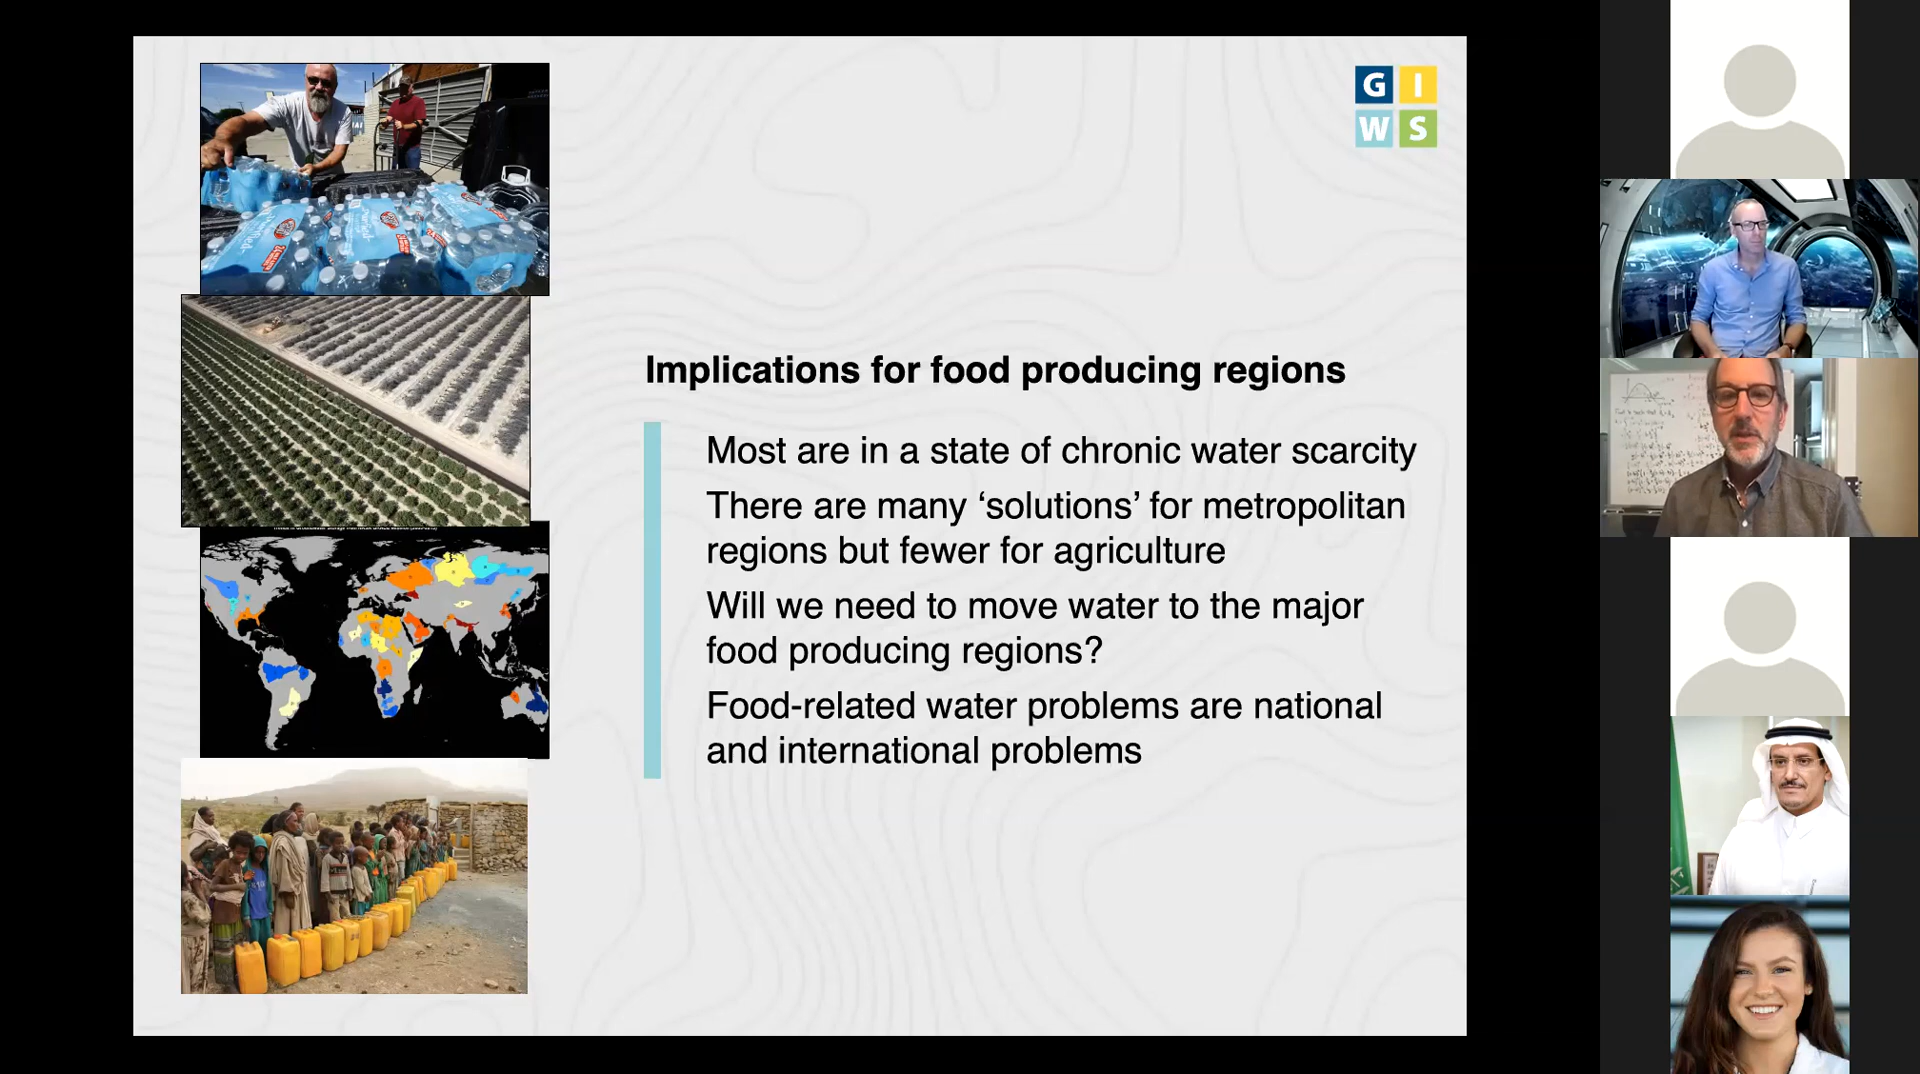 G I
W S
Implications for food producing regions
Most are in a state of chronic water scarcity
There are many ‘solutions’ for metropolitan
regions but fewer for agriculture
Will we need to move water to the major
food producing regions?
Food-related water problems are national
and international problems